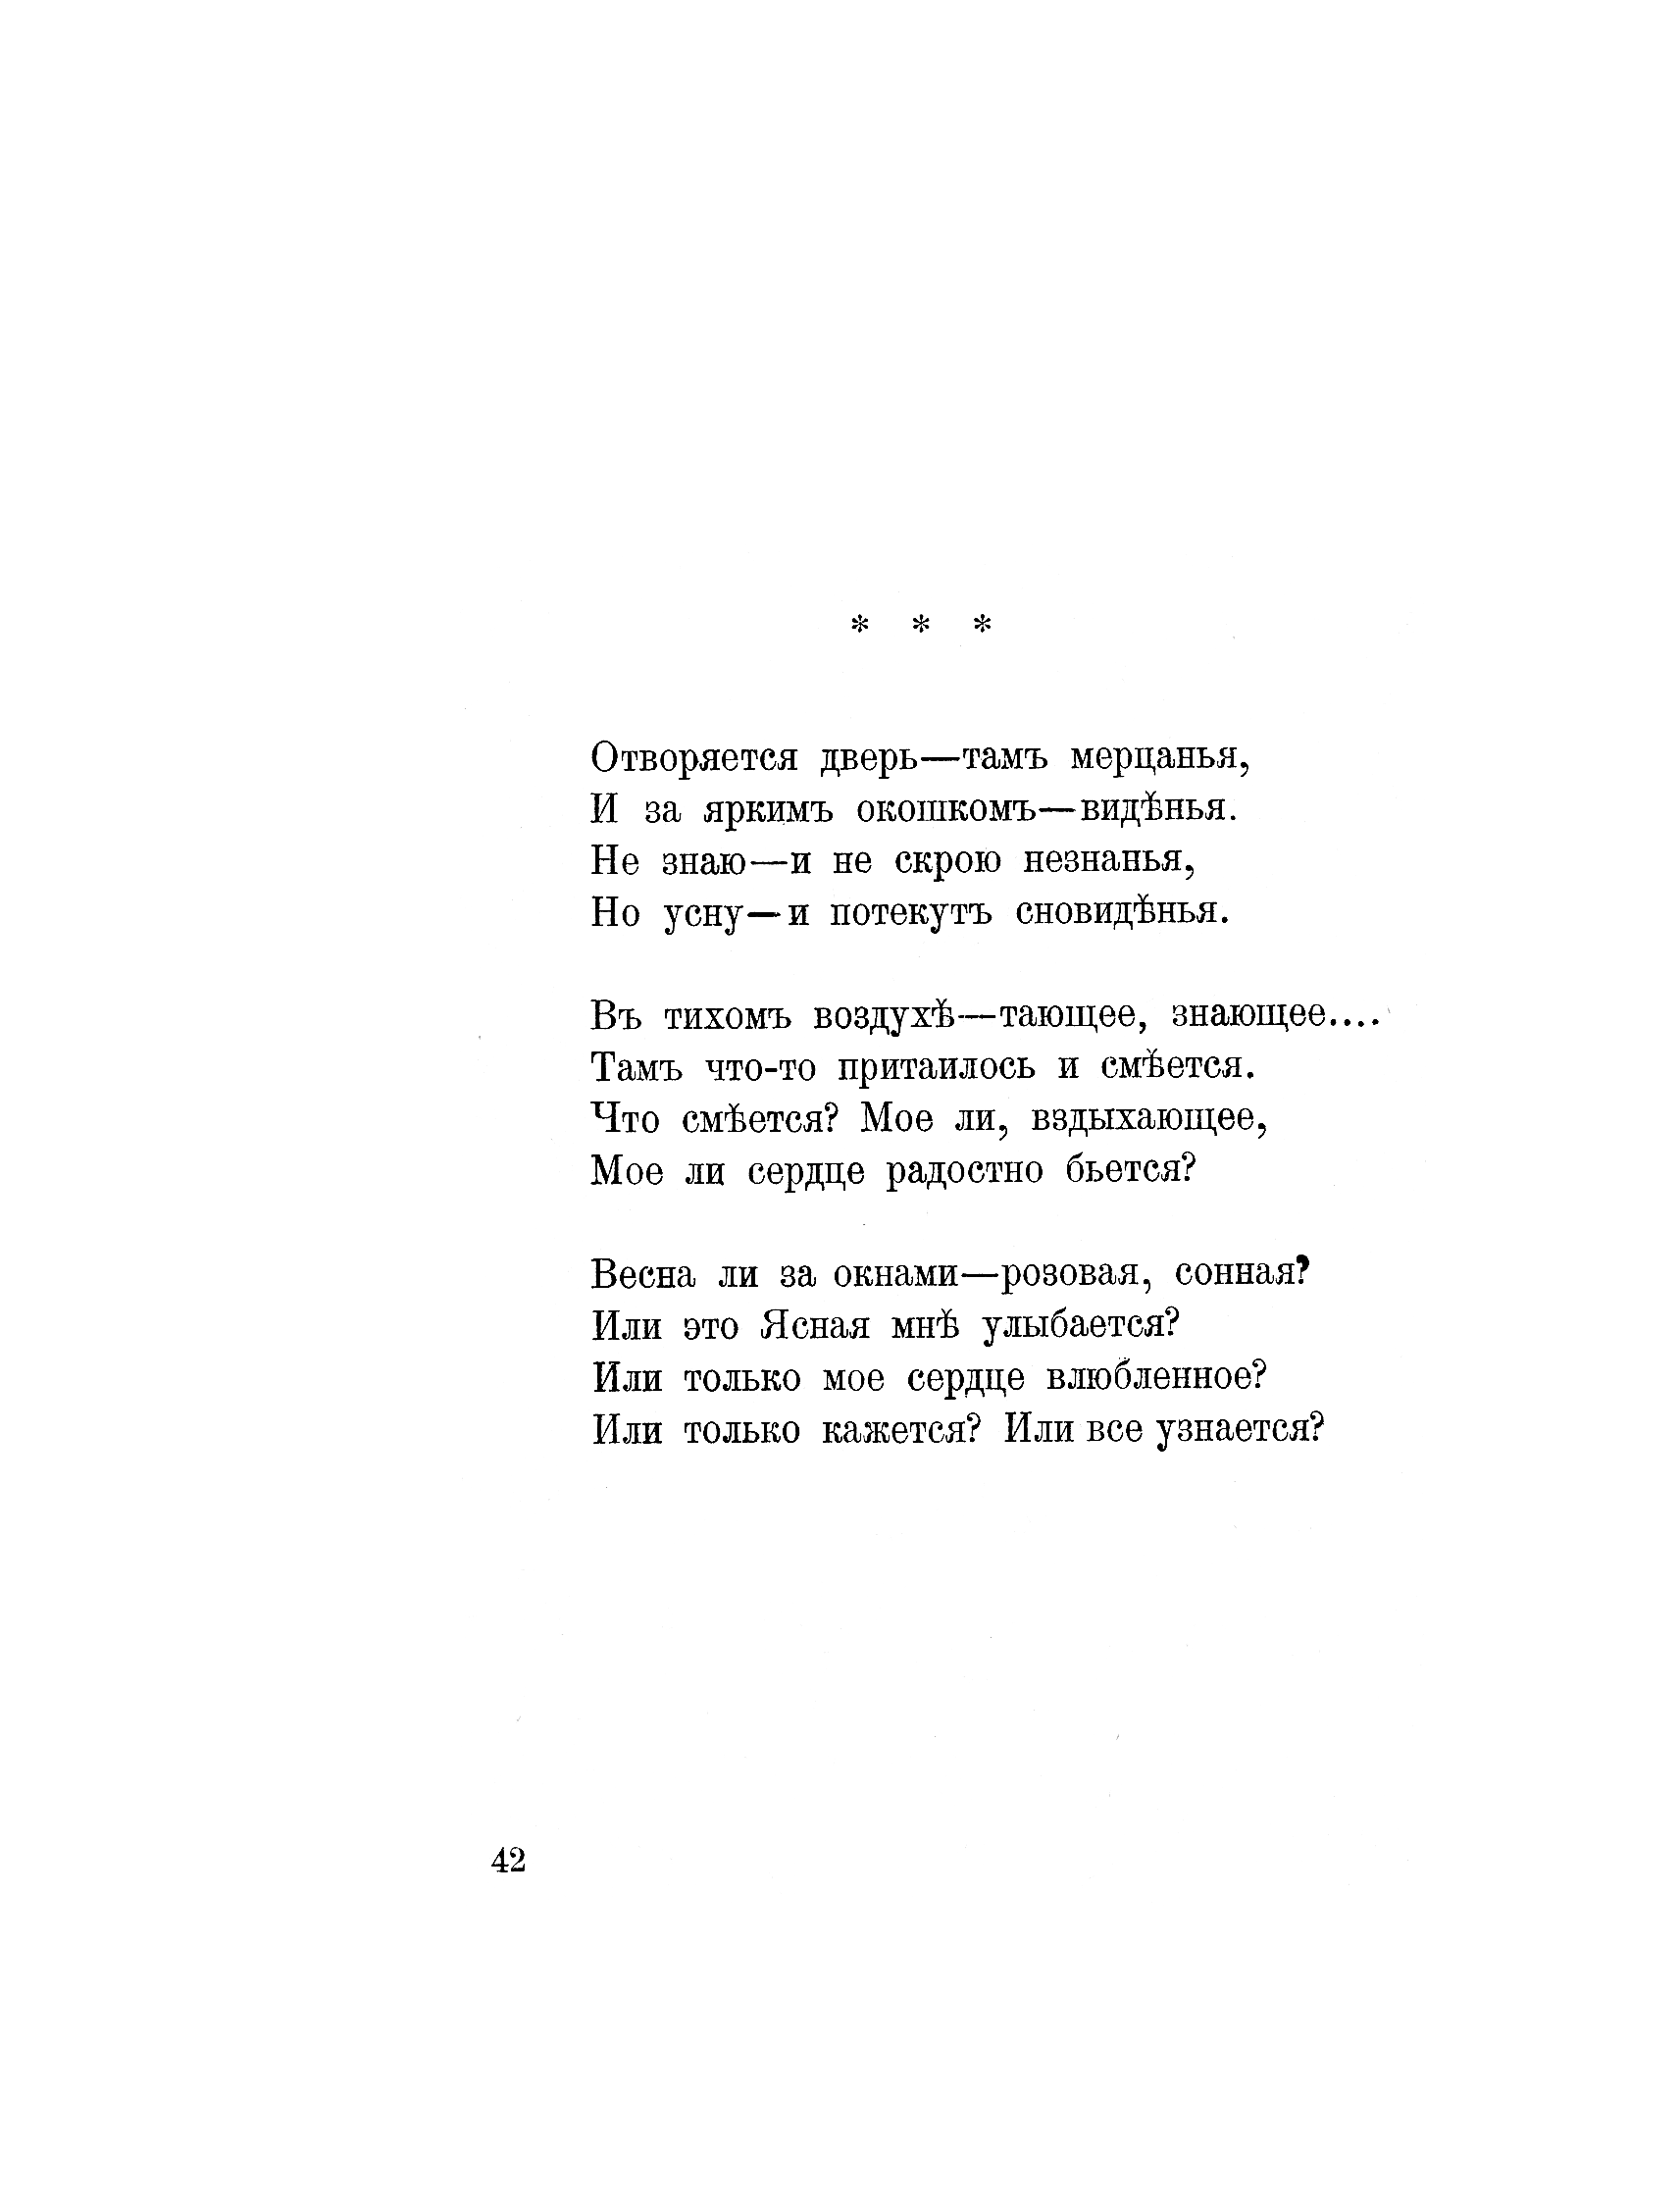 * * *
Отворяется дверь—тамъ мерцанья,
И за яркимъ окошкомъ—видѣнья.
Не знаю—и не скрою незнанья,
Но усну—и потекутъ сновидѣнья.
Въ тихомъ воздухѣ—тающее, знающее....
Тамъ что-то притаилось и смѣется.
Что смѣется? Мое ли, вздыхающее,
Мое ли сердце радостно бьется?
Весна ли за окнами—розовая, сонная?
Или это Ясная мнѣ улыбается?
Или только мое сердце влюбленное?
Или только кажется? Или все узнается?
42